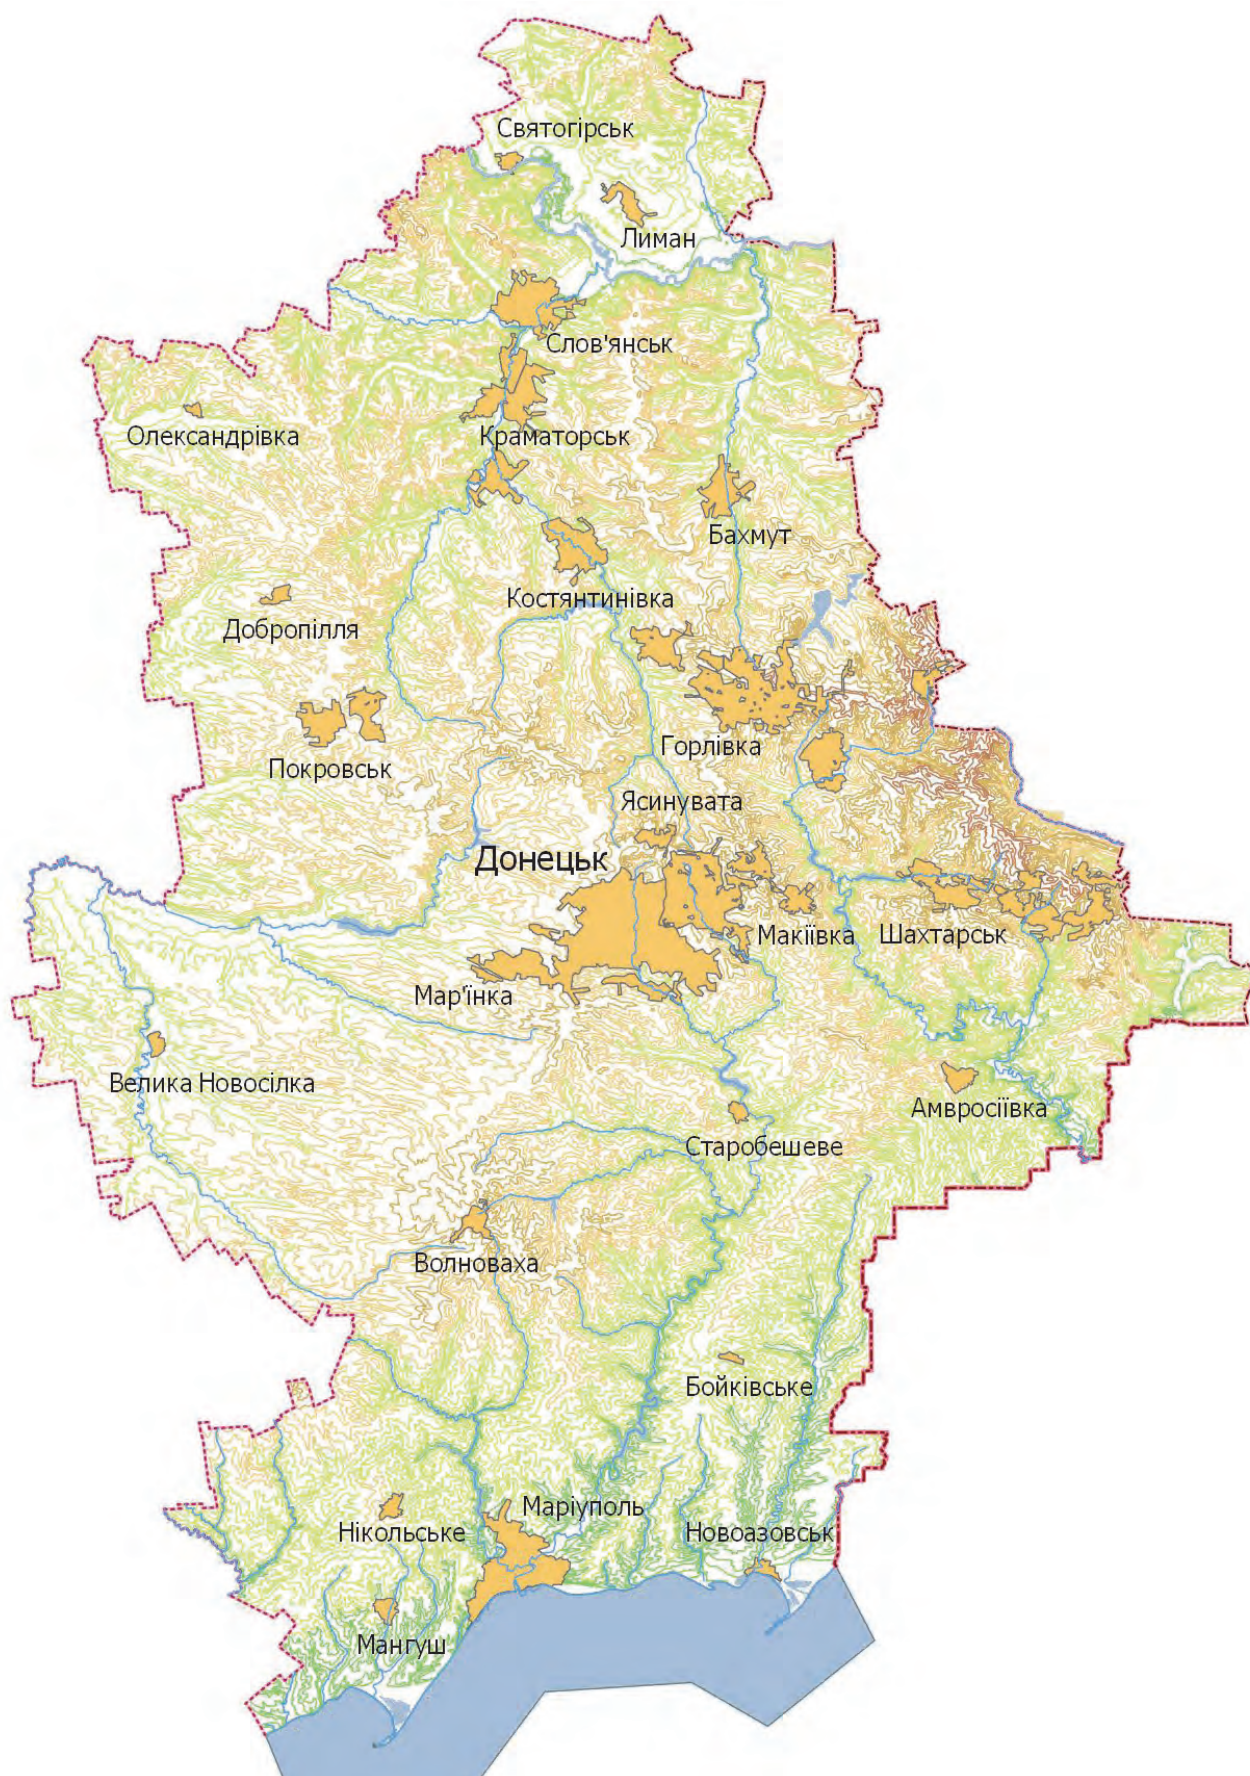 Святогірськ
Лиман
Слов'янськ
Олександрівка
Краматорськ
Бахмут
Костянтинівка
Добропілля
Горлівка
Покровськ
Ясинувата
Донецьк
Макіївка
Шахтарськ
Мар'їнка
Велика Новосілка
Амвросіївка
Старобешеве
Волноваха
Бойківське
Маріуполь
Нікольське
Новоазовськ
Мангуш